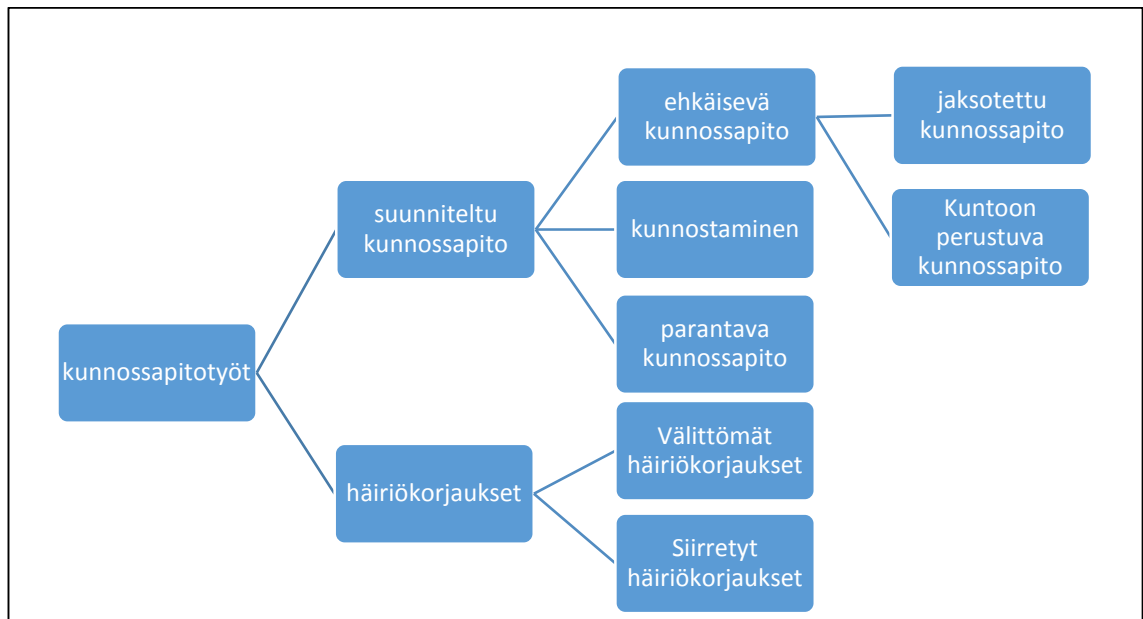 ehkäisevä
kunnossapito
jaksotettu
kunnossapito
suunniteltu
kunnossapito
kunnostaminen
Kuntoon
perustuva
kunnossapito
parantava
kunnossapito
kunnossapitotyöt
Välittömät
häiriökorjaukset
häiriökorjaukset
Siirretyt
häiriökorjaukset